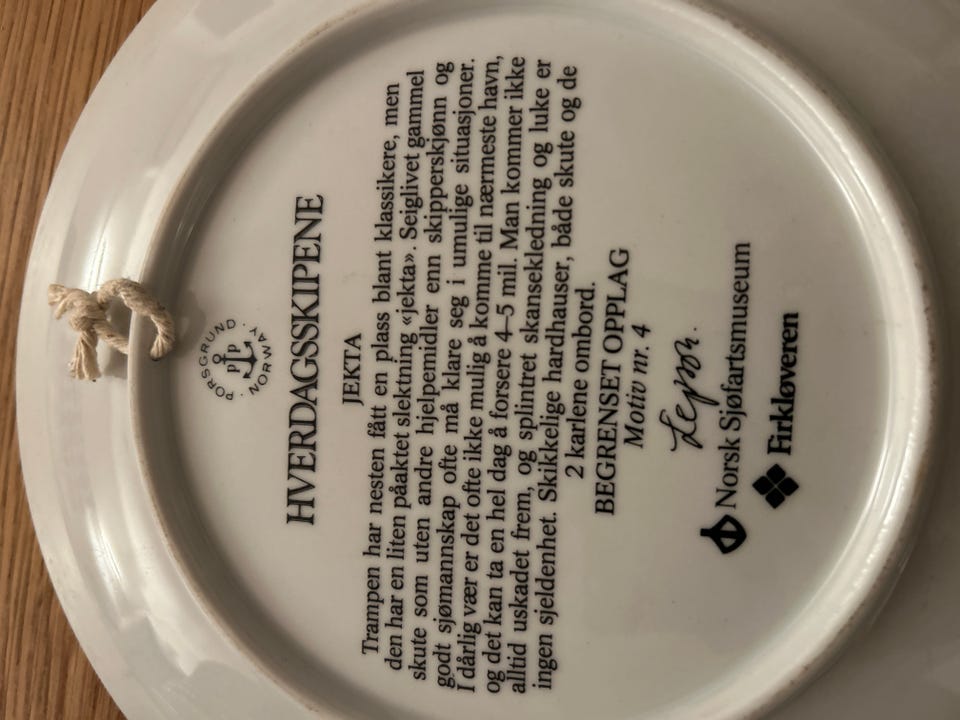 PORSGRUND
PP
NORWAY
HVERDAGSSKIPENE
JEKTA
Trampen har nesten fått en plass blant klassikere, men
den har en liten påaktet slektning «jekta». Seiglivet gammel
skute som uten andre hjelpemidler enn skipperskjønn og
godt sjømannskap ofte må klare seg i umulige situasjoner.
I dårlig vær er det ofte ikke mulig å komme til nærmeste havn,
og det kan ta en hel dag å forsere 4–5 mil. Man kommer ikke
alltid uskadet frem, og splintret skansekledning og luke er
ingen sjeldenhet. Skikkelige hardhauser, både skute og de
2 karlene ombord.
BEGRENSET OPPLAG
Motiv nr. 4
Norsk Sjøfartsmuseum
Firkløveren